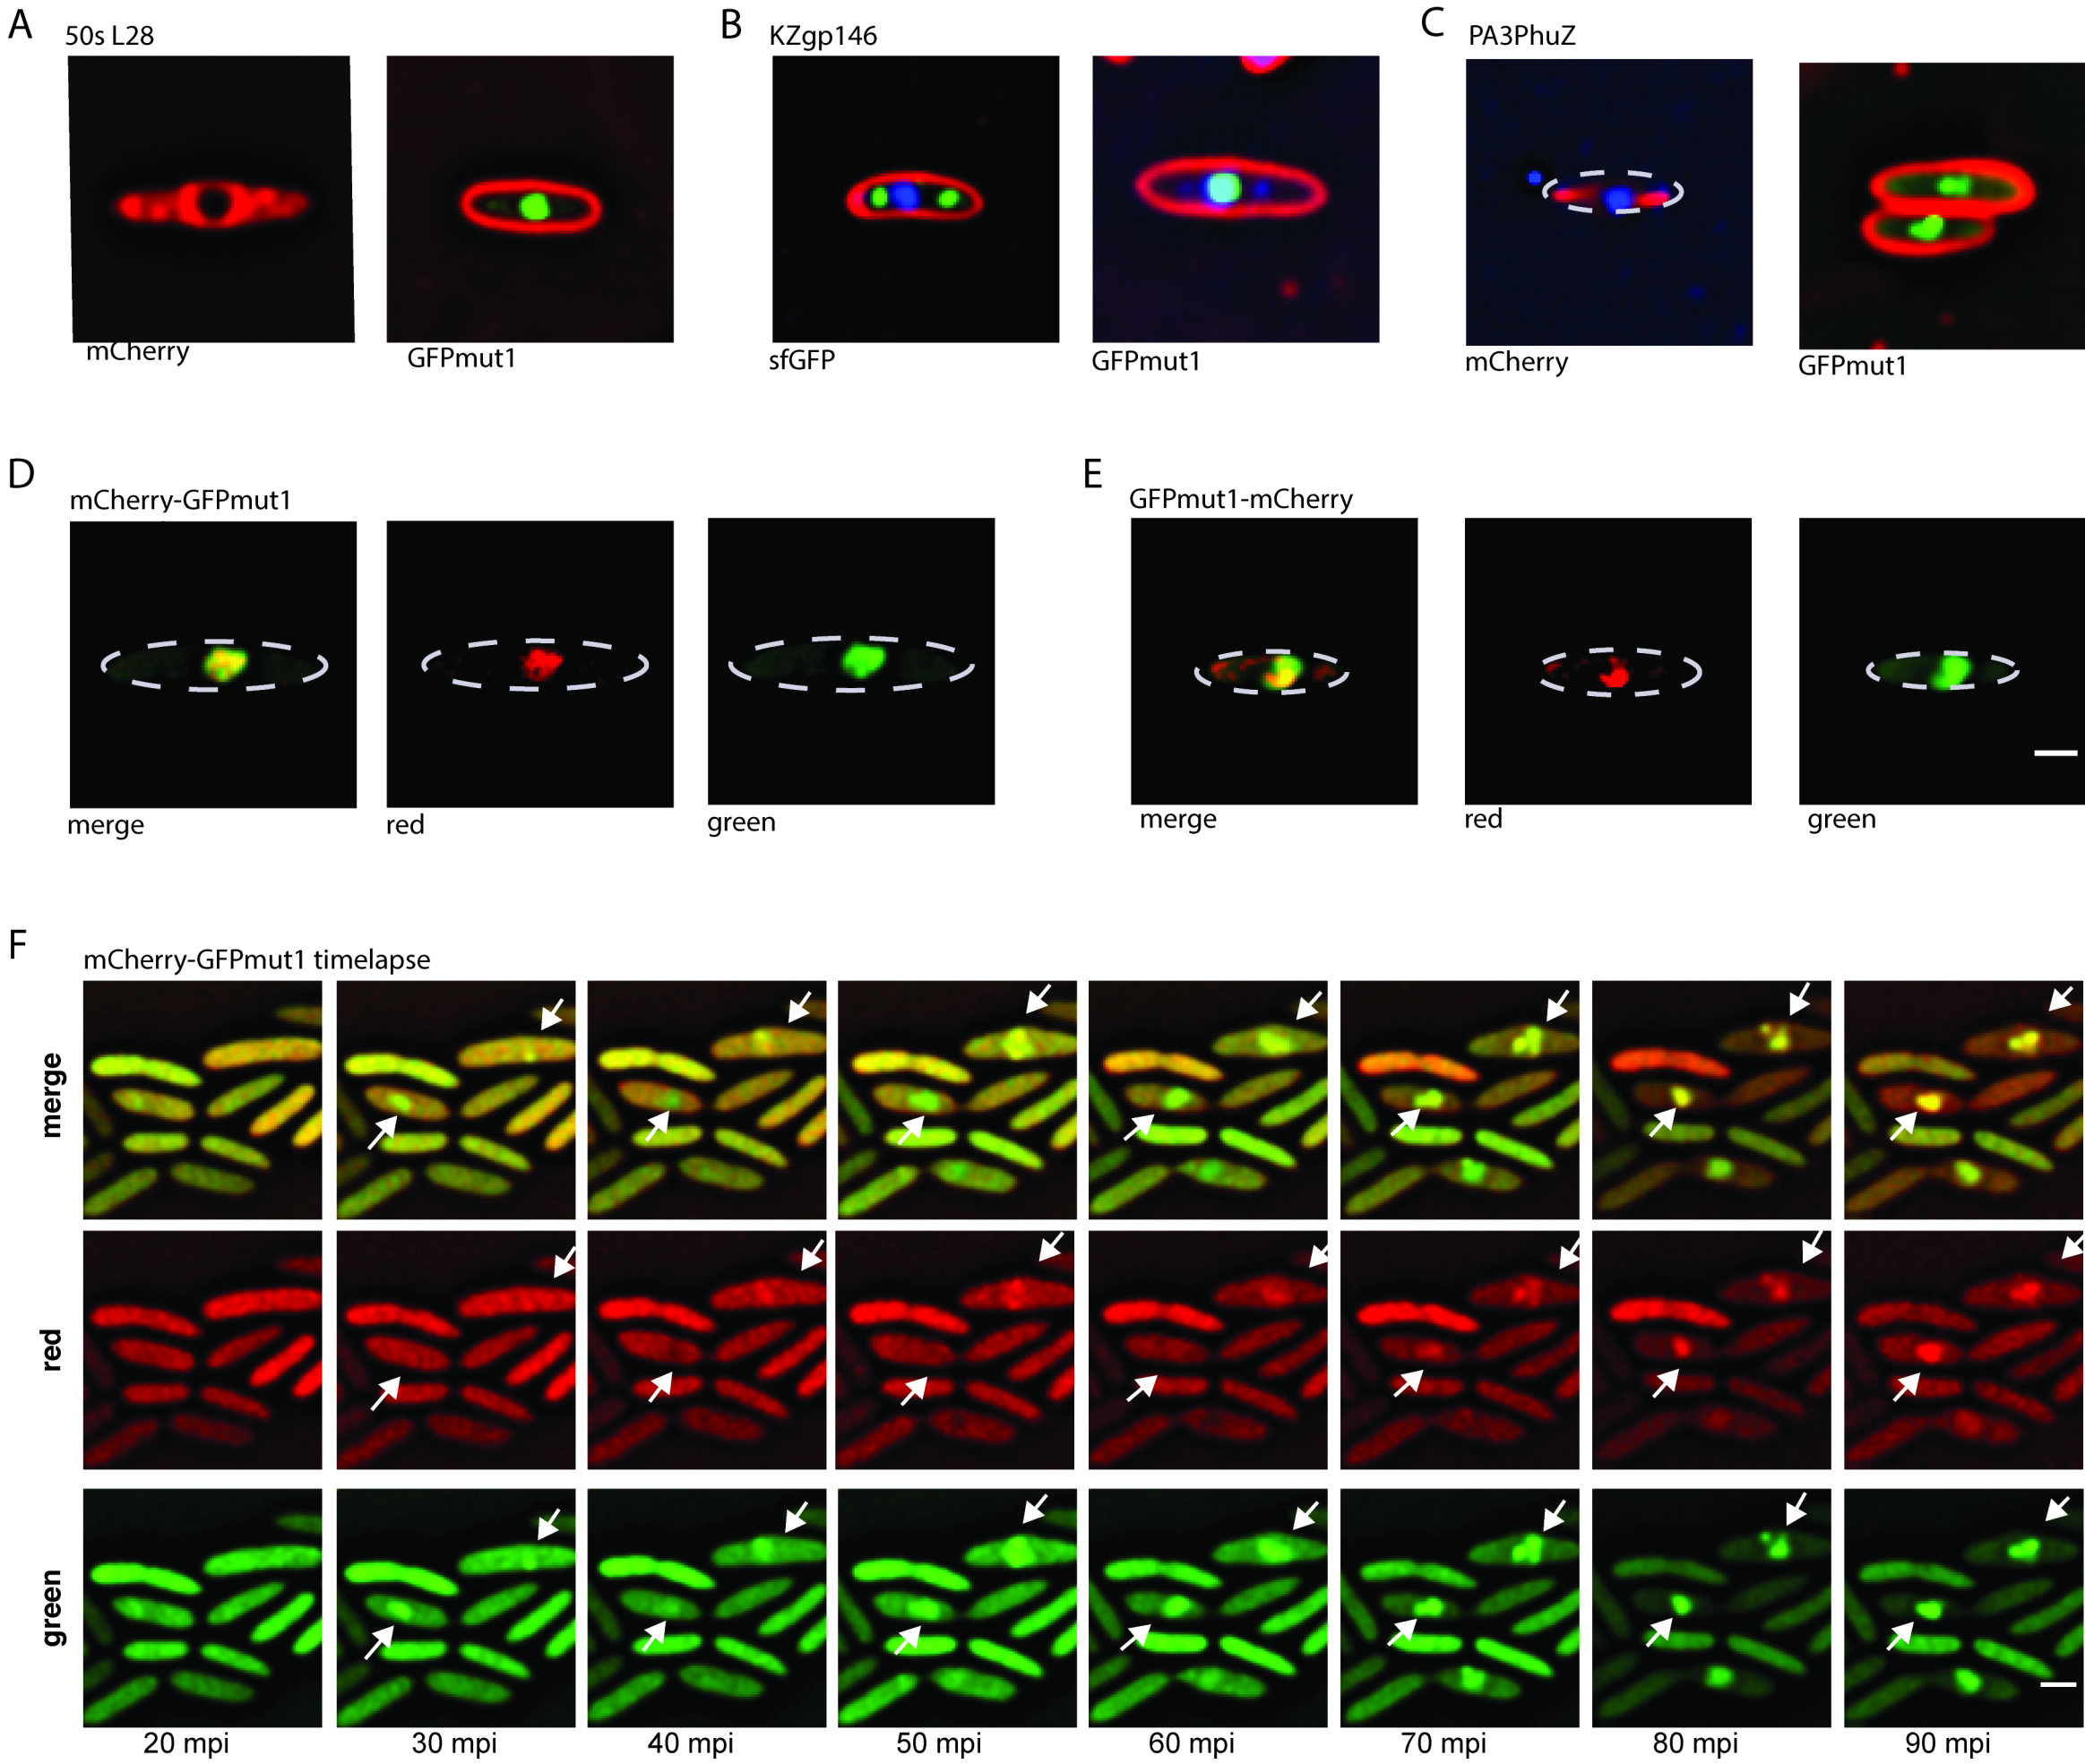 A
50s L28
mCherry
GFPmut1
B
KZgp146
sfGFP
GFPmut1
C
PA3PhuZ
mCherry
GFPmut1
D
mCherry-GFPmut1
merge
red
green
E
GFPmut1-mCherry
merge
red
green
F
mCherry-GFPmut1 timelapse
merge
red
green
20 mpi
30 mpi
40 mpi
50 mpi
60 mpi
70 mpi
80 mpi
90 mpi